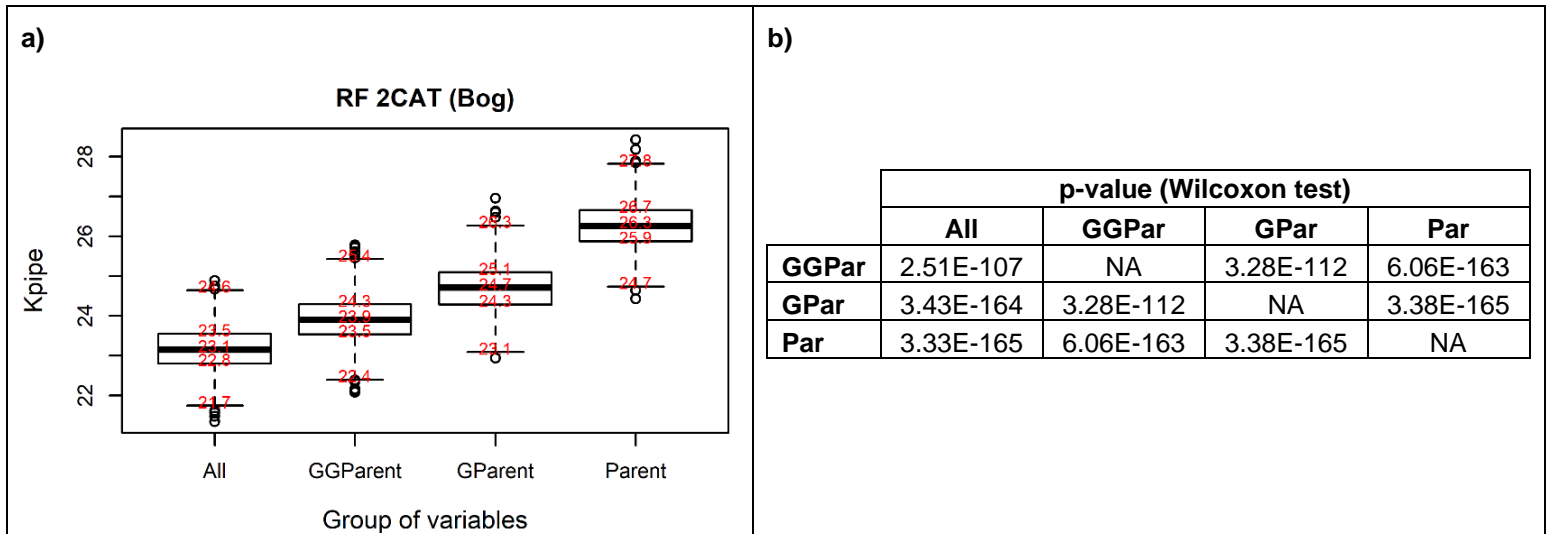 a)
RF 2CAT (Bog)
Kpipe
28
26
24
22
24.6
23.5
23.1
22.8
21.7
25.4
24.3
23.9
23.5
22.4
26.3
25.1
24.7
24.3
23.1
27.8
26.7
26.3
25.9
24.7
All GGParent GParent Parent
Group of variables
b)
p-value (Wilcoxon test)
All GGPar GPar Par
GGPar 2.51E-107 NA 3.28E-112 6.06E-163
GPar 3.43E-164 3.28E-112 NA 3.38E-165
Par 3.33E-165 6.06E-163 3.38E-165 NA